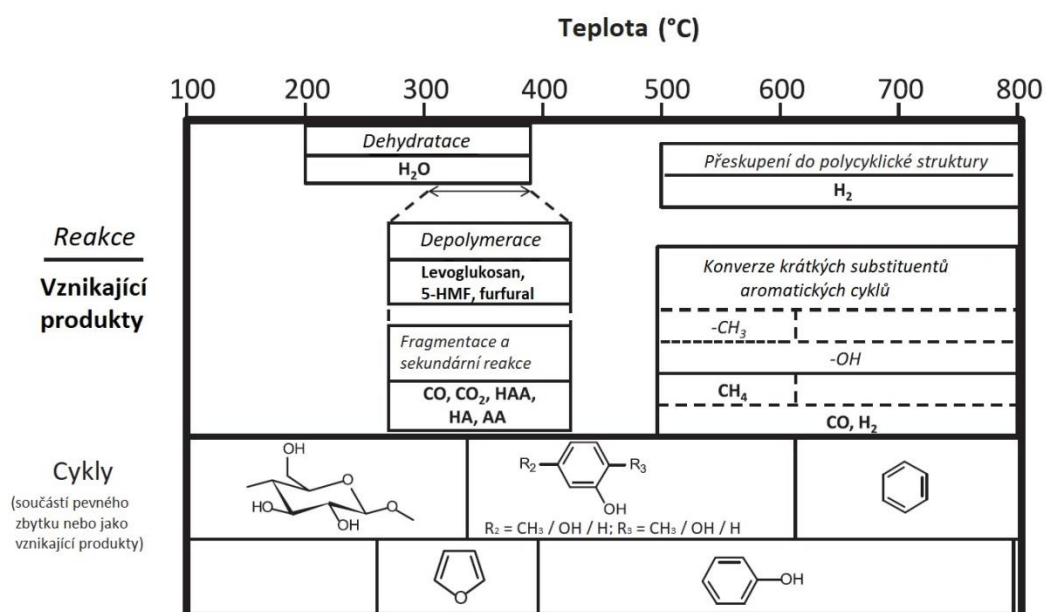 Teplota (°C)
100 200 300 400 500 600 700 800
Dehydratace
H₂O
Přeskupení do polycyklické struktury
H₂
Reakce
Vznikající
produkty
Depolymerace
Levoglukosan,
5-HMF, furfural
Konverze krátkých substituentů
aromatických cyklů
-CH₃
-OH
Fragmentace a
sekundární reakce
CO, CO₂, HAA,
HA, AA
CH₄
CO, H₂
Cykly
(součástí pevného
zbytku nebo jako
vznikající produkty)
OH
O
HO
OH
O
R₂
R₃
OH
R₂ = CH₃ / OH / H; R₃ = CH₃ / OH / H
O
OH